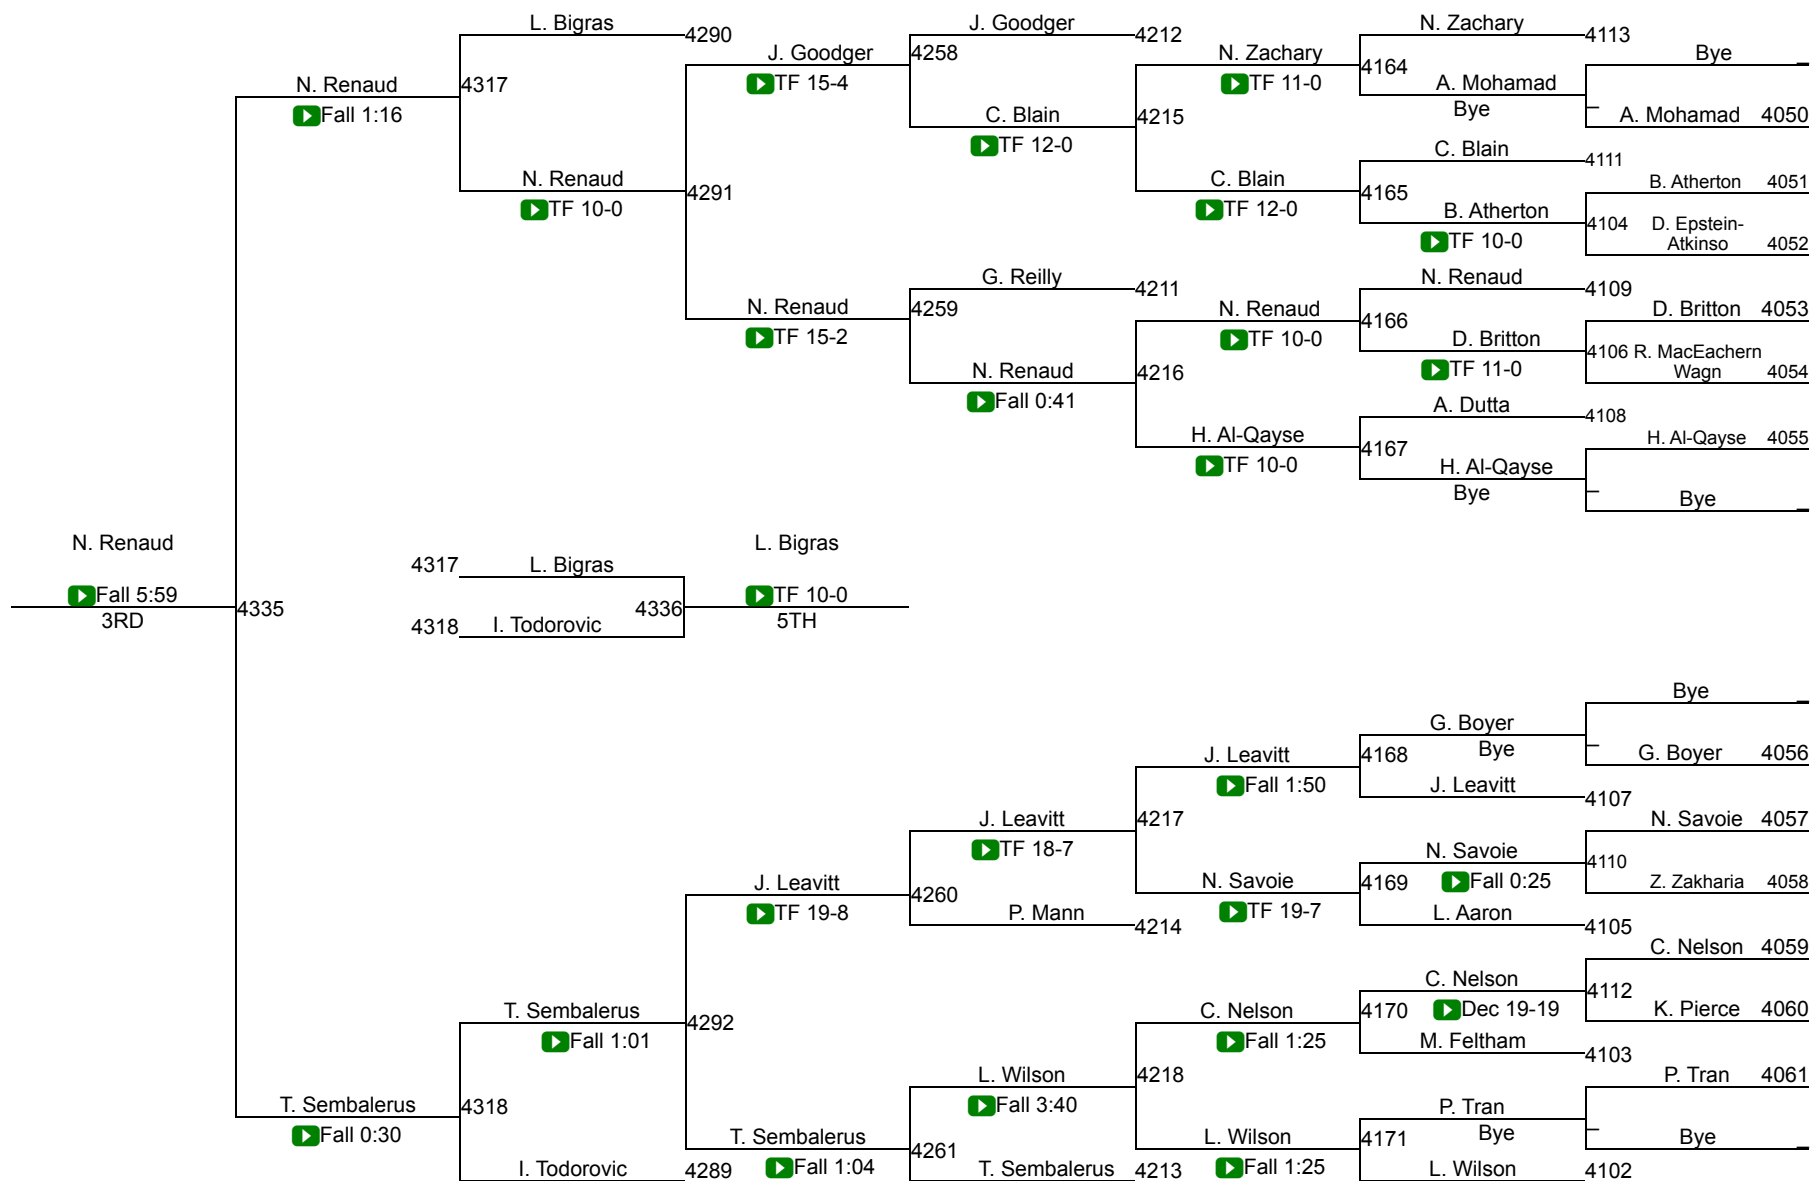 L. Bigras
4290
J. Goodger
4212
N. Zachary
4113
J. Goodger
4258
N. Zachary
4164
Bye
N. Renaud
4317
TF 15-4
TF 11-0
A. Mohamad
Bye
Fall 1:16
C. Blain
4215
A. Mohamad 4050
TF 12-0
C. Blain
4111
N. Renaud
4291
C. Blain
4165
B. Atherton 4051
TF 10-0
TF 12-0
B. Atherton
4104
D. Epstein-
Atkinso 4052
TF 10-0
G. Reilly
4211
N. Renaud
4109
N. Renaud
4259
N. Renaud
4166
D. Britton 4053
TF 15-2
TF 10-0
D. Britton
4106 R. MacEachern
Wagn 4054
N. Renaud
4216
TF 11-0
Fall 0:41
A. Dutta
4108
H. Al-Qayse
4167
H. Al-Qayse 4055
TF 10-0
H. Al-Qayse
Bye
Bye
N. Renaud
L. Bigras
4317
L. Bigras
Fall 5:59
4335
4336
TF 10-0
3RD
4318
I. Todorovic
5TH
Bye
G. Boyer
Bye
J. Leavitt
4168
G. Boyer 4056
Fall 1:50
J. Leavitt
4107
J. Leavitt
4217
N. Savoie 4057
TF 18-7
N. Savoie
4110
J. Leavitt
4260
N. Savoie
4169
Fall 0:25
Z. Zakharia 4058
TF 19-8
P. Mann
4214
TF 19-7
L. Aaron
4105
C. Nelson 4059
C. Nelson
4112
T. Sembalerus
4292
C. Nelson
4170
Dec 19-19
K. Pierce 4060
Fall 1:01
Fall 1:25
M. Feltham
4103
L. Wilson
4218
P. Tran 4061
T. Sembalerus
4318
Fall 3:40
P. Tran
Bye
Fall 0:30
T. Sembalerus
4261
L. Wilson
4171
Bye
I. Todorovic
4289
Fall 1:04
T. Sembalerus
4213
Fall 1:25
L. Wilson
4102